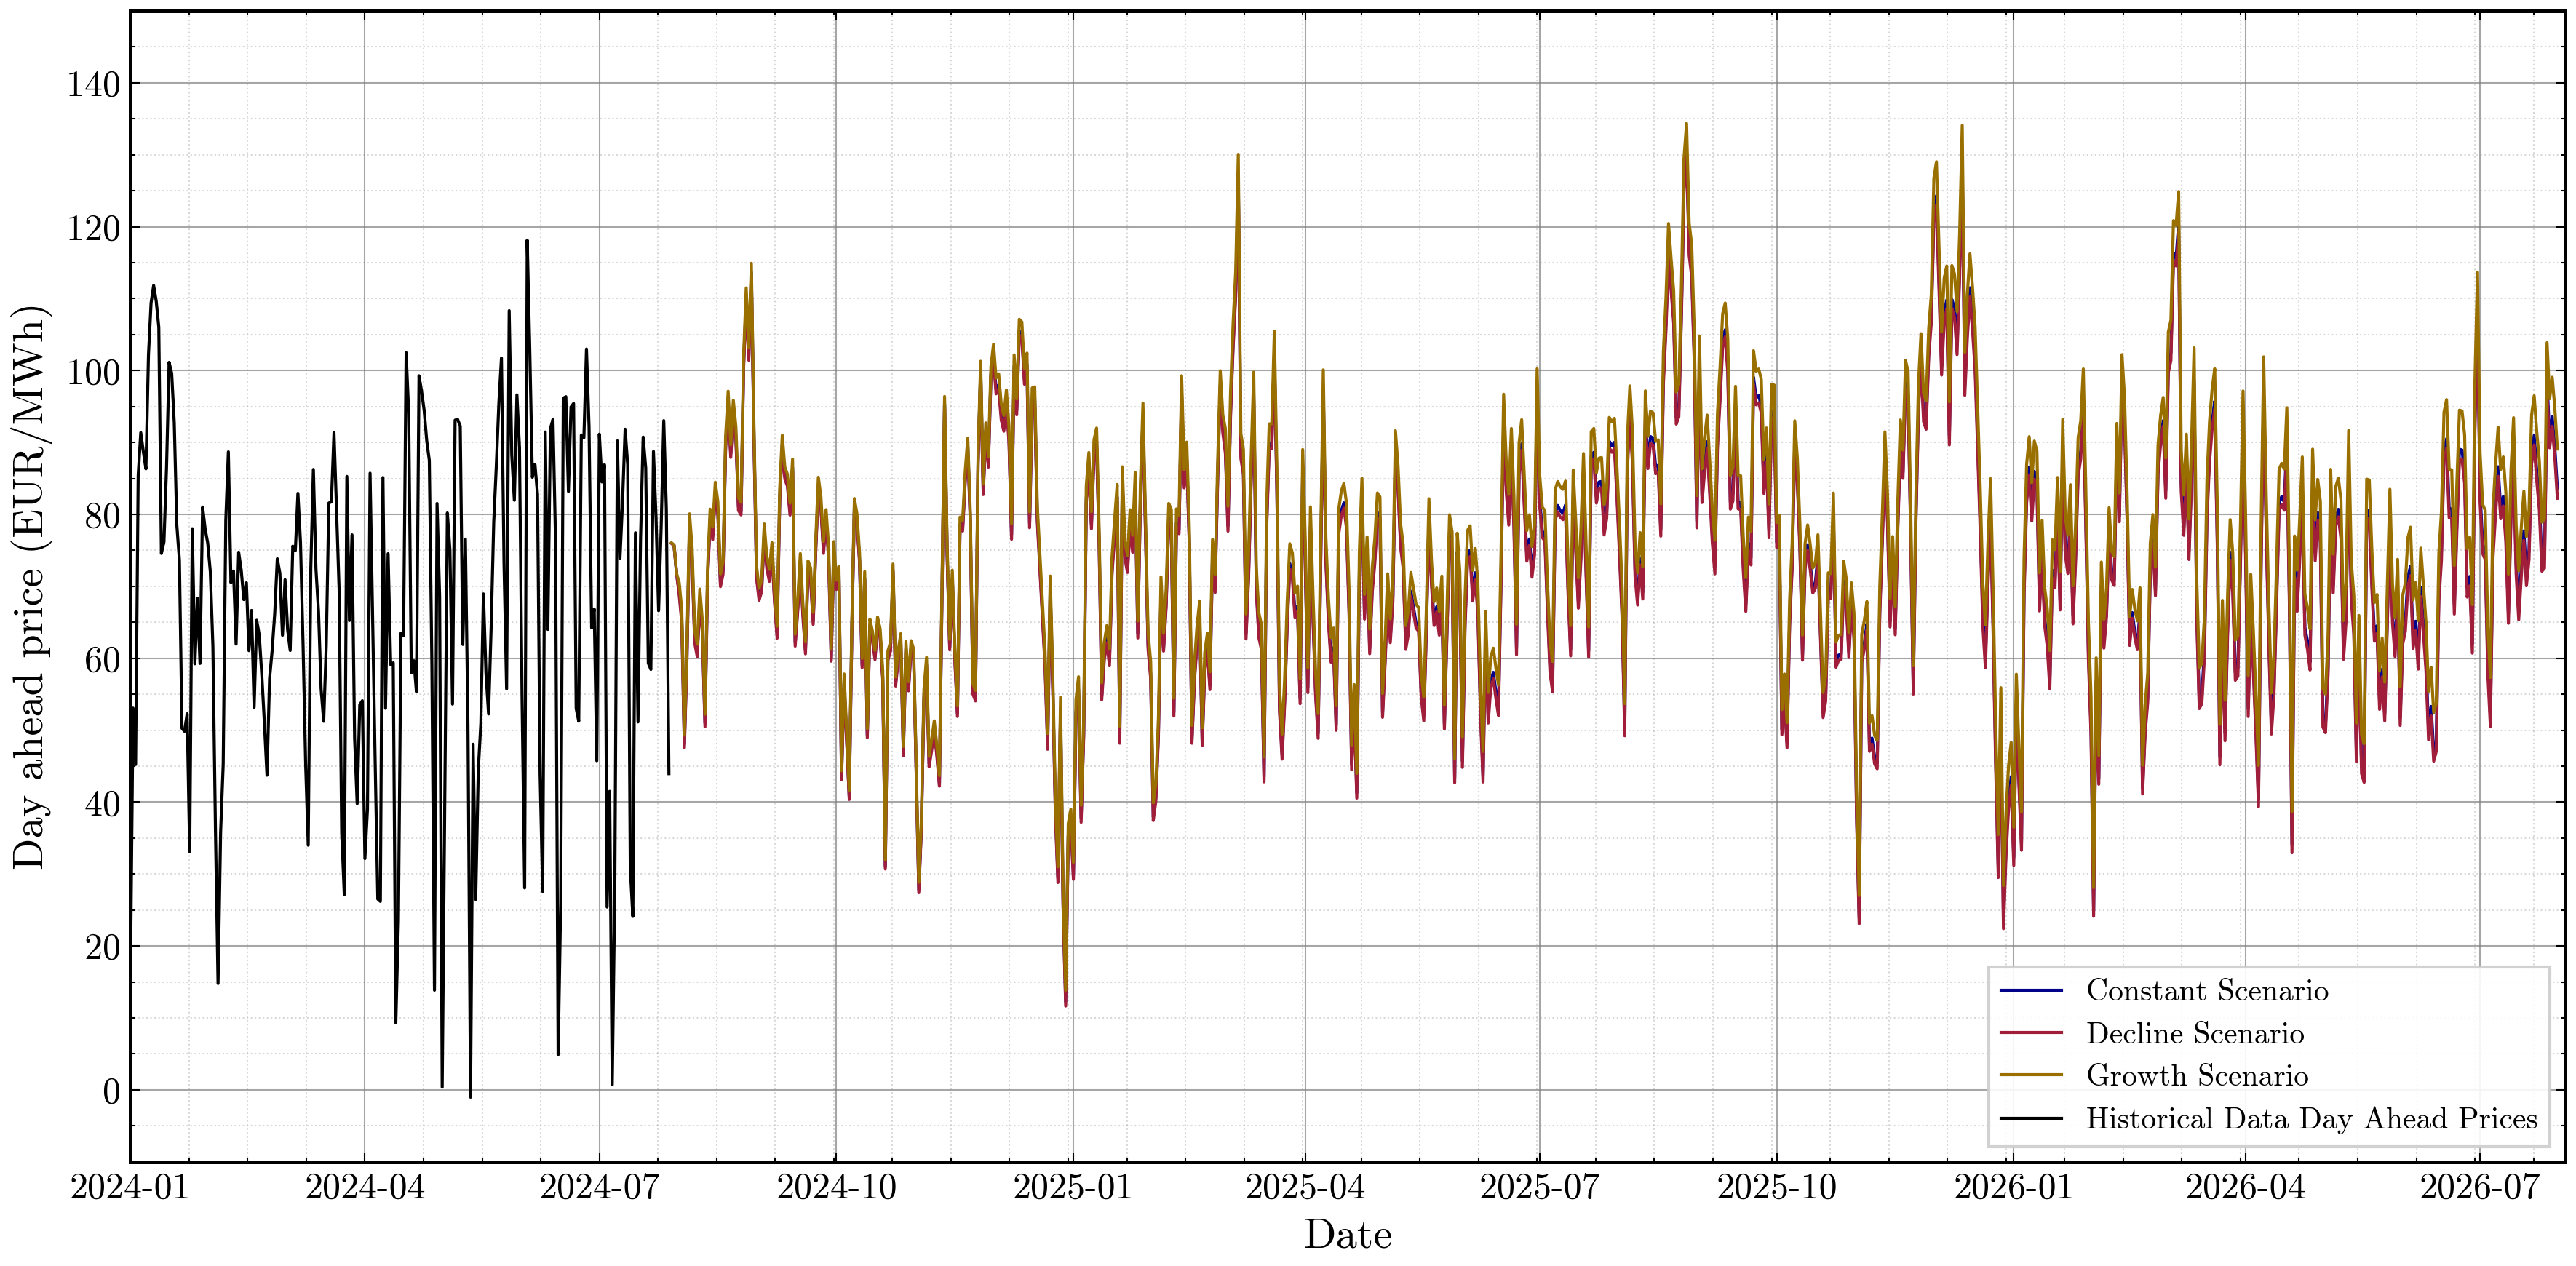 Day ahead price (EUR/MWh)
140
120
100
80
60
40
20
0
2024-01 2024-04 2024-07 2024-10 2025-01 2025-04 2025-07 2025-10 2026-01 2026-04 2026-07
Date
Constant Scenario
Decline Scenario
Growth Scenario
Historical Data Day Ahead Prices